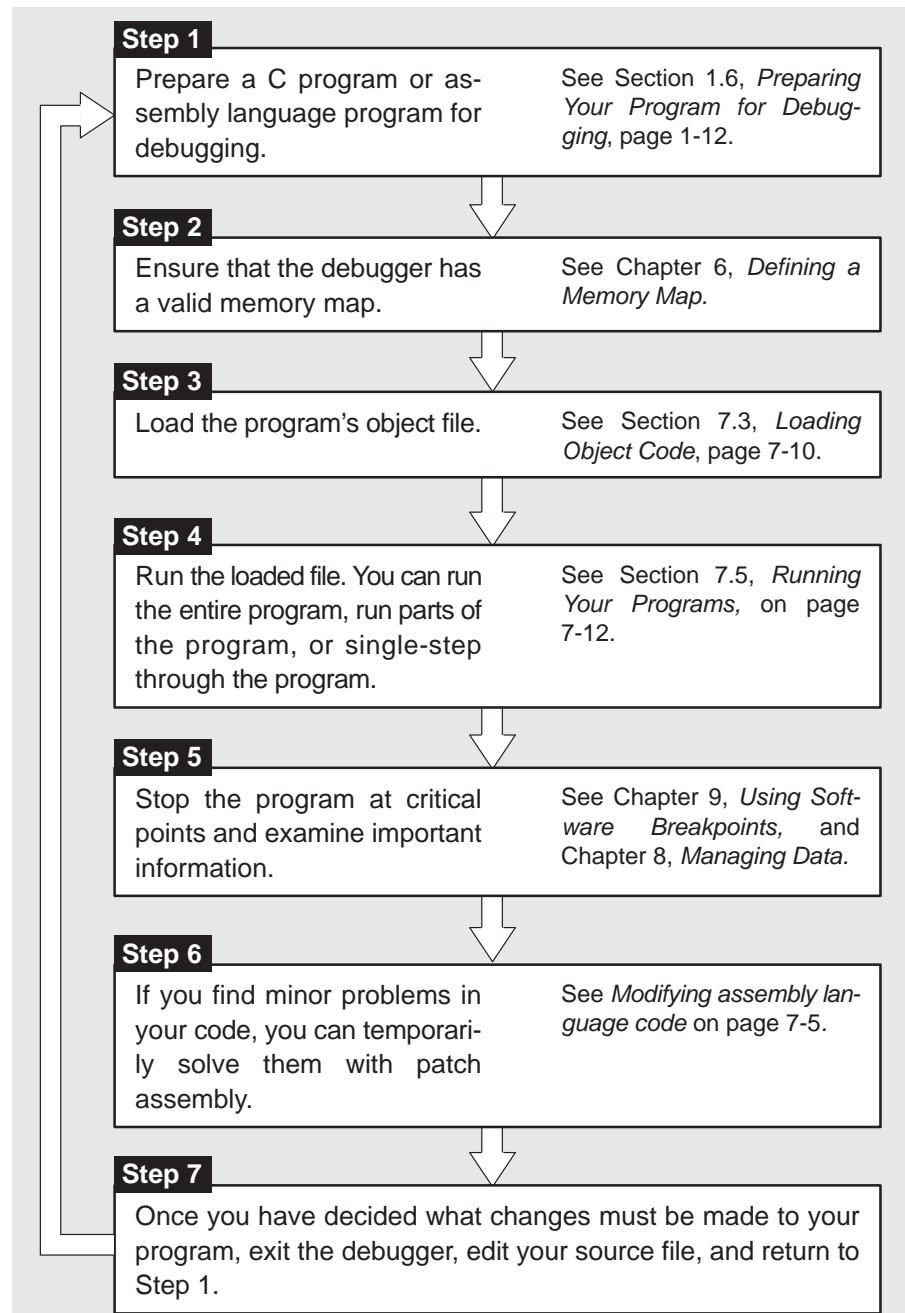 Step 1
Prepare a C program or as-
sembly language program for
debugging.
See Section 1.6, Preparing
Your Program for Debug-
ging, page 1-12.
Step 2
Ensure that the debugger has
a valid memory map.
See Chapter 6, Defining a
Memory Map.
Step 3
Load the program’s object file.
See Section 7.3, Loading
Object Code, page 7-10.
Step 4
Run the loaded file. You can run
the entire program, run parts of
the program, or single-step
through the program.
See Section 7.5, Running
Your Programs, on page
7-12.
Step 5
Stop the program at critical
points and examine important
information.
See Chapter 9, Using Soft-
ware Breakpoints, and
Chapter 8, Managing Data.
Step 6
If you find minor problems in
your code, you can temporari-
ly solve them with patch
assembly.
See Modifying assembly lan-
guage code on page 7-5.
Step 7
Once you have decided what changes must be made to your
program, exit the debugger, edit your source file, and return to
Step 1.